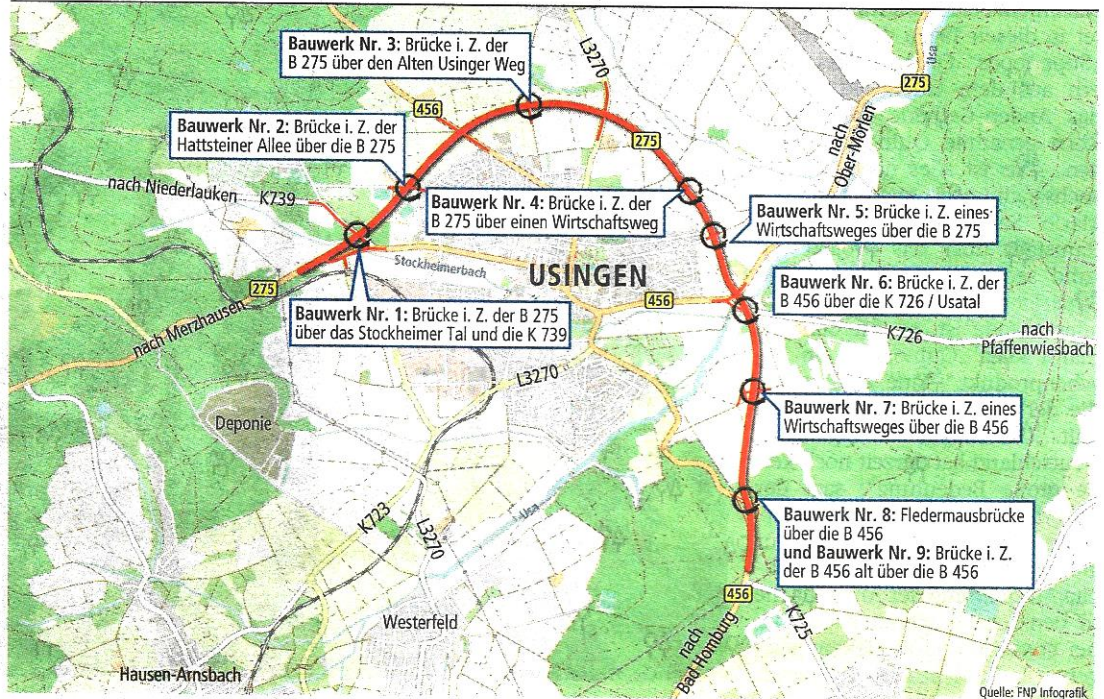 Bauwerk Nr. 3: Brücke i. Z. der
B 275 über den Alten Usinger Weg
L3270
Usa
275
456
Bauwerk Nr. 2: Brücke i. Z. der
Hattsteiner Allee über die B 275
275
nach
Ober-Mörlen
nach Niederlauken
K739
Bauwerk Nr. 4: Brücke i. Z. der
B 275 über einen Wirtschaftsweg
Bauwerk Nr. 5: Brücke i. Z. eines
Wirtschaftsweges über die B 275
Stockheimerbach
USINGEN
275
456
Bauwerk Nr. 6: Brücke i. Z. der
B 456 über die K 726 / Usatal
nach Merzhausen
Bauwerk Nr. 1: Brücke i. Z. der B 275
über das Stockheimer Tal und die K 739
K726
nach
Pfaffenwiesbach
L3270
Bauwerk Nr. 7: Brücke i. Z. eines
Wirtschaftsweges über die B 456
Deponie
K723
L3270
Usa
Bauwerk Nr. 8: Fledermausbrücke
über die B 456
und Bauwerk Nr. 9: Brücke i. Z.
der B 456 alt über die B 456
456
K725
nach
Bad Homburg
Westerfeld
Hausen-Arnsbach
Quelle: FNP Infografik